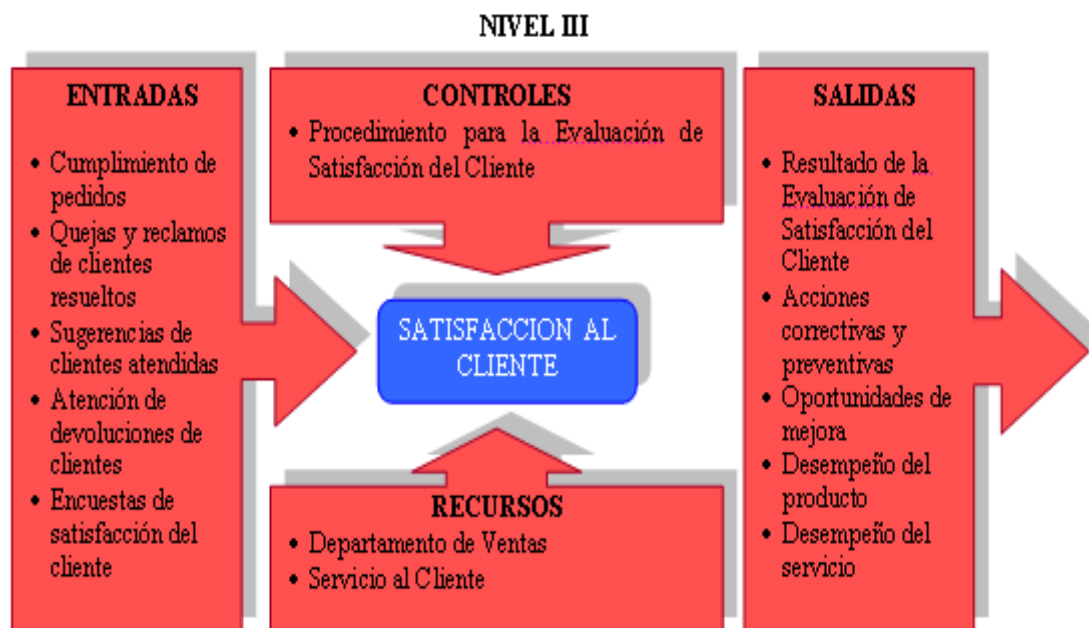 NIVEL III
ENTRADAS
• Cumplimiento de
pedidos
• Quejas y reclamos
de clientes
resueltos
• Sugerencias de
clientes atendidas
• Atención de
devoluciones de
clientes
• Encuestas de
satisfacción del
cliente
CONTROLES
• Procedimiento para la Evaluación de
Satisfacción del Cliente
SATISFACCION AL
CLIENTE
RECURSOS
• Departamento de Ventas
• Servicio al Cliente
SALIDAS
• Resultado de la
Evaluación de
Satisfacción del
Cliente
• Acciones
correctivas y
preventivas
• Oportunidades de
mejora
• Desempeño del
producto
• Desempeño del
servicio